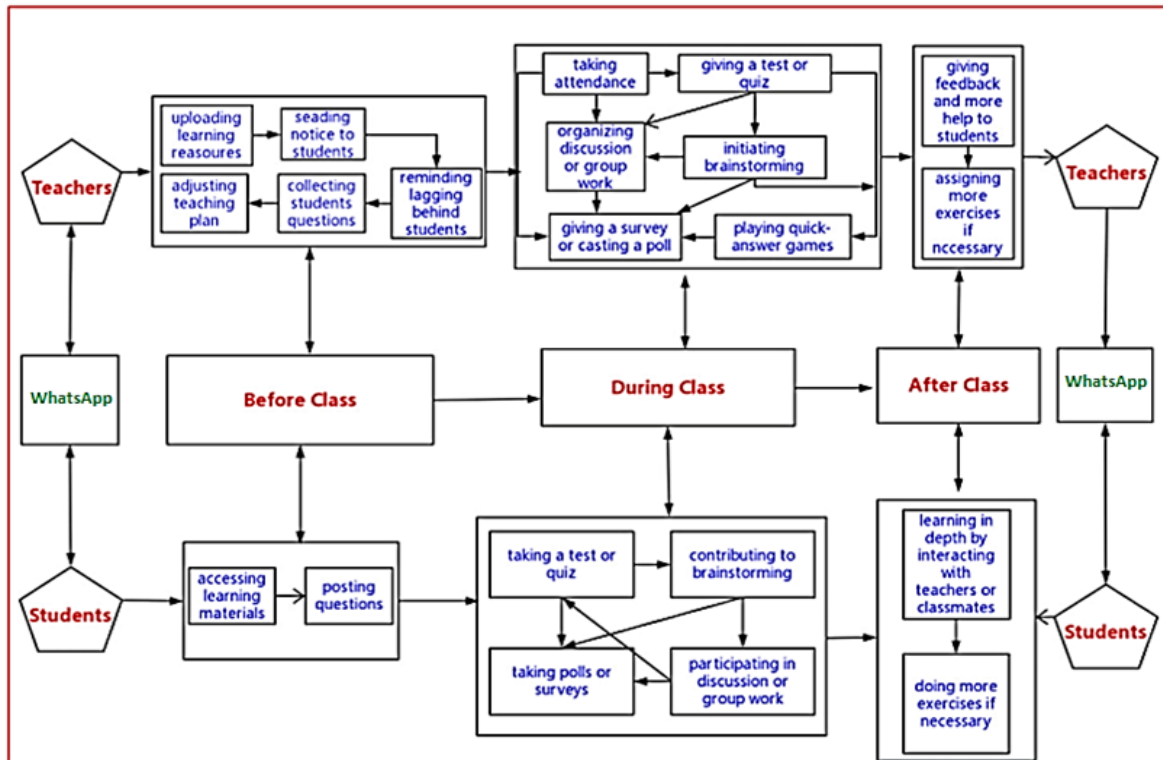 taking
attendance
giving a test or
quiz
giving
feedback
and more
help to
students
uploading
learning
reasoures
seading
notice to
students
organizing
discussion
or group
work
initiating
brainstorming
Teachers
adjusting
teaching
plan
collecting
students
questions
reminding
lagging
behind
students
assigning
more
exercises
if
nccessary
Teachers
giving a survey
or casting a poll
playing quick-
answer games
WhatsApp
Before Class
During Class
After Class
WhatsApp
taking a test or
quiz
contributing to
brainstorming
learning in
depth by
interacting
with
teachers or
classmates
Students
accessing
learning
materials
posting
questions
Students
taking polls or
surveys
participating in
discussion or
group work
doing more
exercises if
necessary